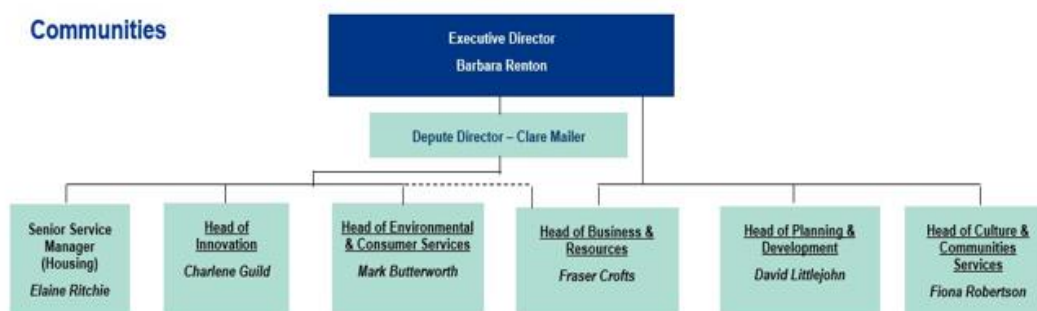 Communities
Executive Director
Barbara Renton
Depute Director – Clare Mailer
Senior Service
Manager
(Housing)
Elaine Ritchie
Head of
Innovation
Charlene Guild
Head of Environmental
& Consumer Services
Mark Butterworth
Head of Business &
Resources
Fraser Crofts
Head of Planning &
Development
David Littlejohn
Head of Culture &
Communities
Services
Fiona Robertson